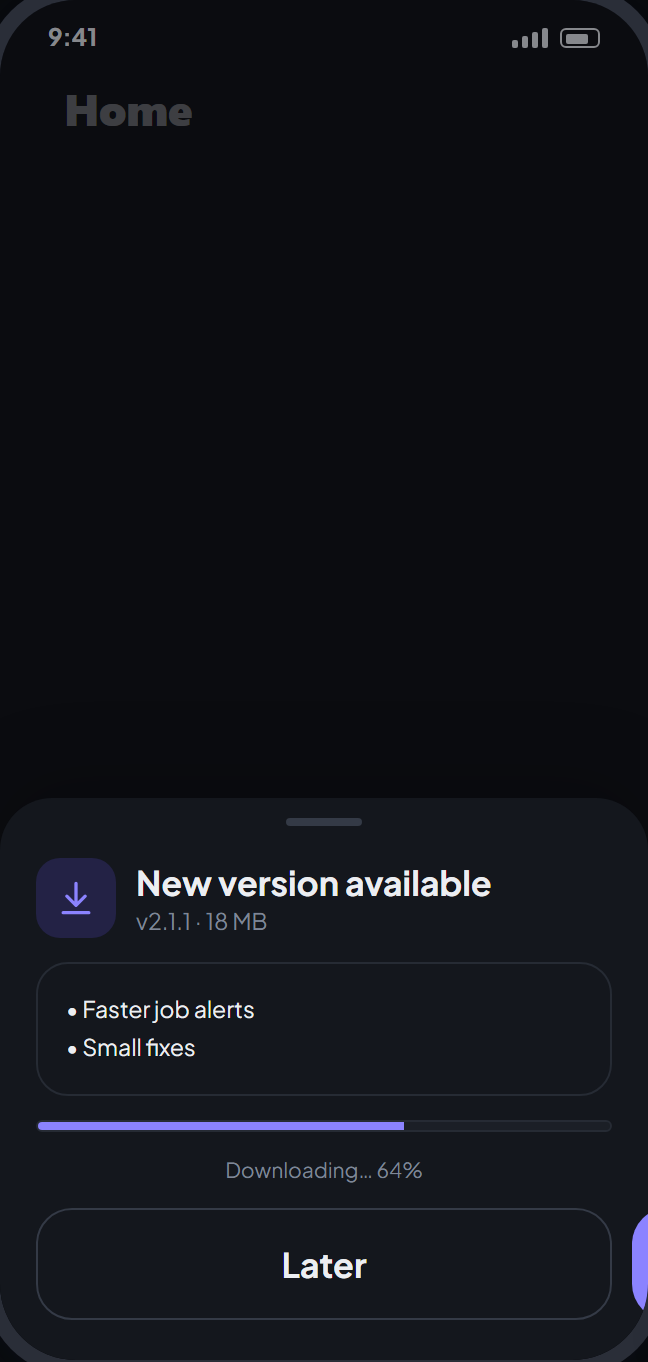 9:41
Home
New version available
v2.1.1 · 18 MB
• Faster job alerts
• Small fixes
Downloading… 64%
Later